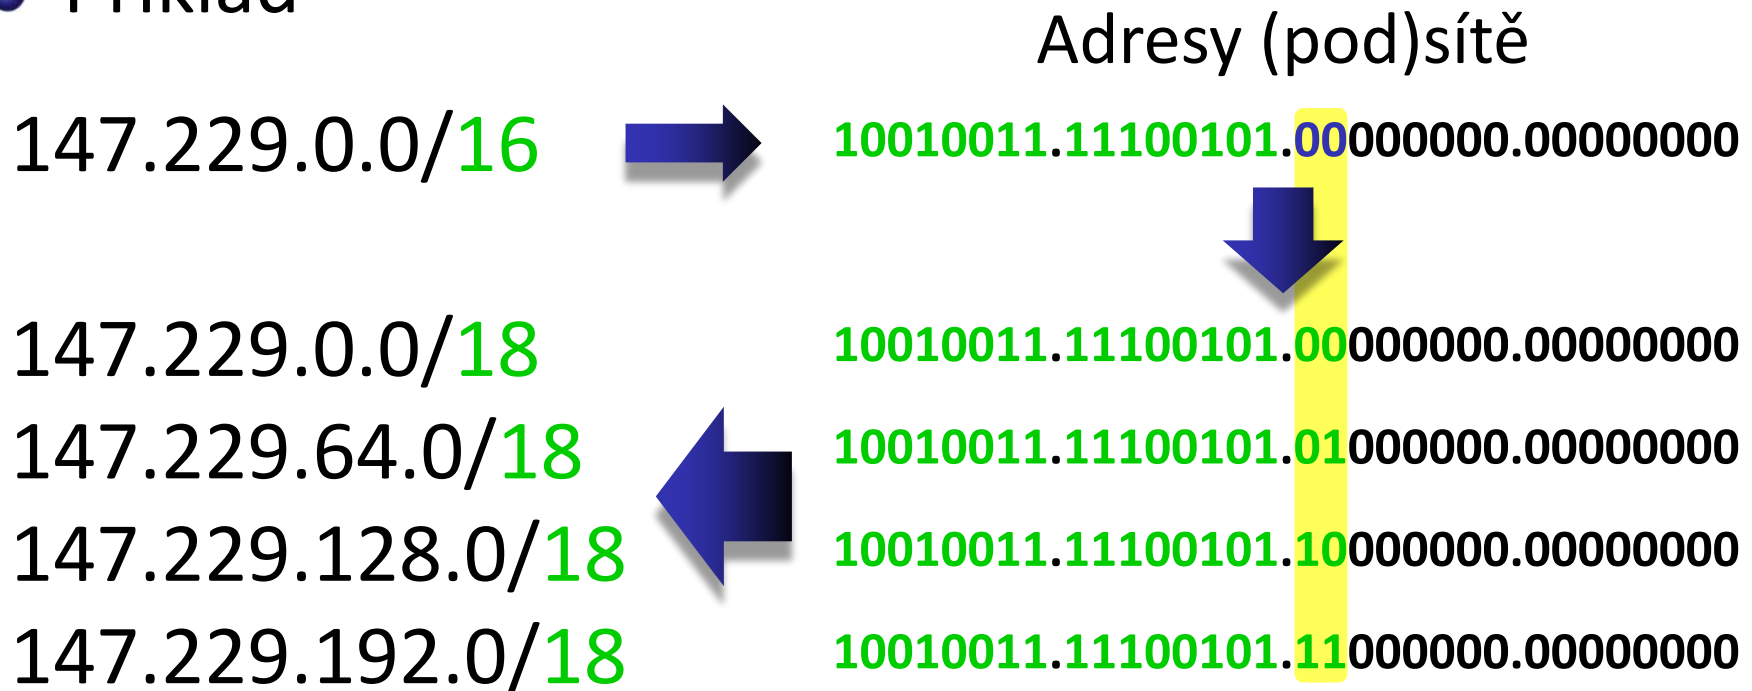 Příklad
Adresy (pod)sítě
147.229.0.0/16 10010011.11100101.00000000.00000000
147.229.0.0/18 10010011.11100101.00000000.00000000
147.229.64.0/18 10010011.11100101.01000000.00000000
147.229.128.0/18 10010011.11100101.10000000.00000000
147.229.192.0/18 10010011.11100101.11000000.00000000